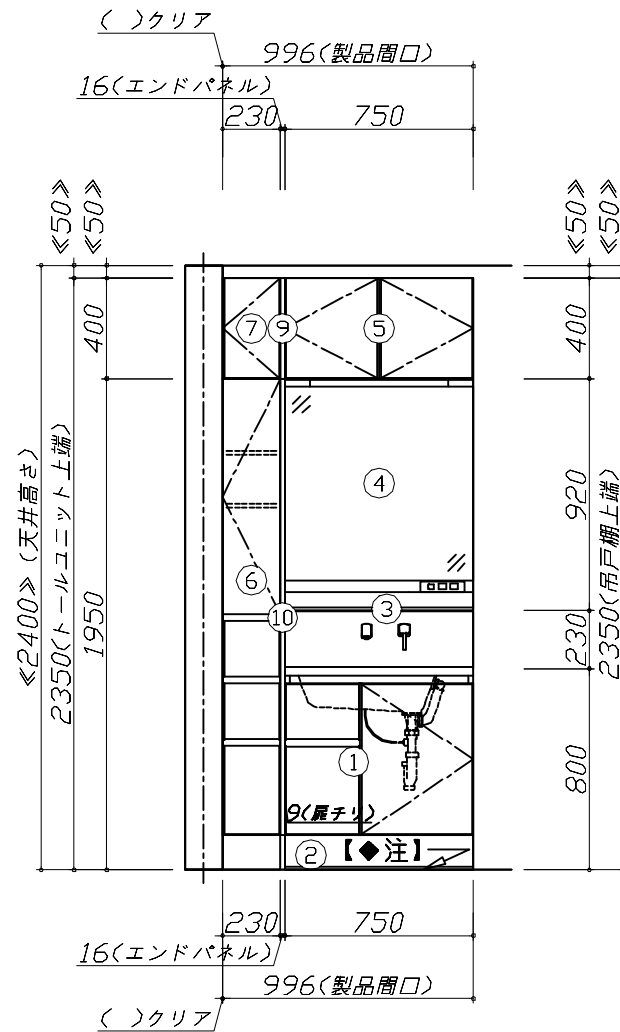 ( )クリア
996(製品間口)
16(エンドパネル)
230
750
≪50≫
≪50≫
≪50≫
≪50≫
400
400
⑦
⑨
⑤
≪2400≫(天井高さ)
2350(トールユニット上端)
1950
④
920
2350(吊戸棚上端)
⑥
⑩
③
230
①
800
9(扉チリ)
②
【◆注】
230
750
16(エンドパネル)
996(製品間口)
( )クリア